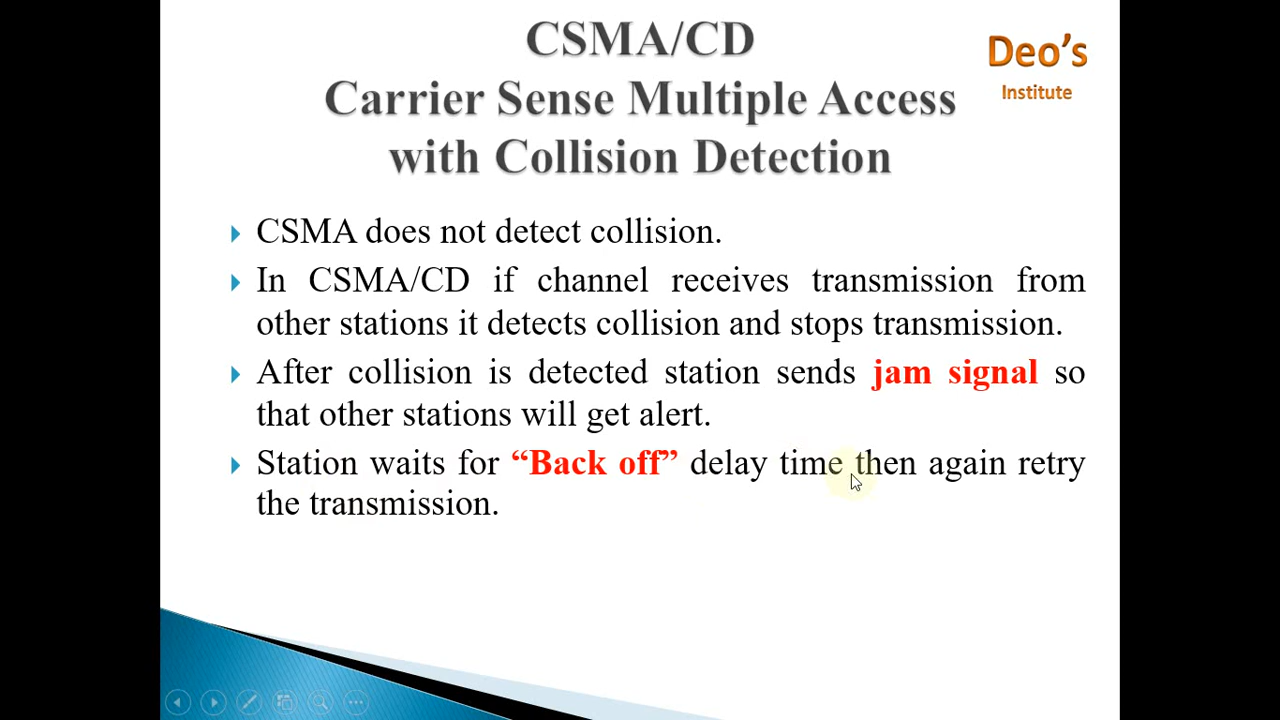 CSMA/CD
Deo's
Institute
Carrier Sense Multiple Access
with Collision Detection
CSMA does not detect collision.
In CSMA/CD if channel receives transmission from
other stations it detects collision and stops transmission.
After collision is detected station sends jam signal so
that other stations will get alert.
Station waits for “Back off” delay time then again retry
the transmission.